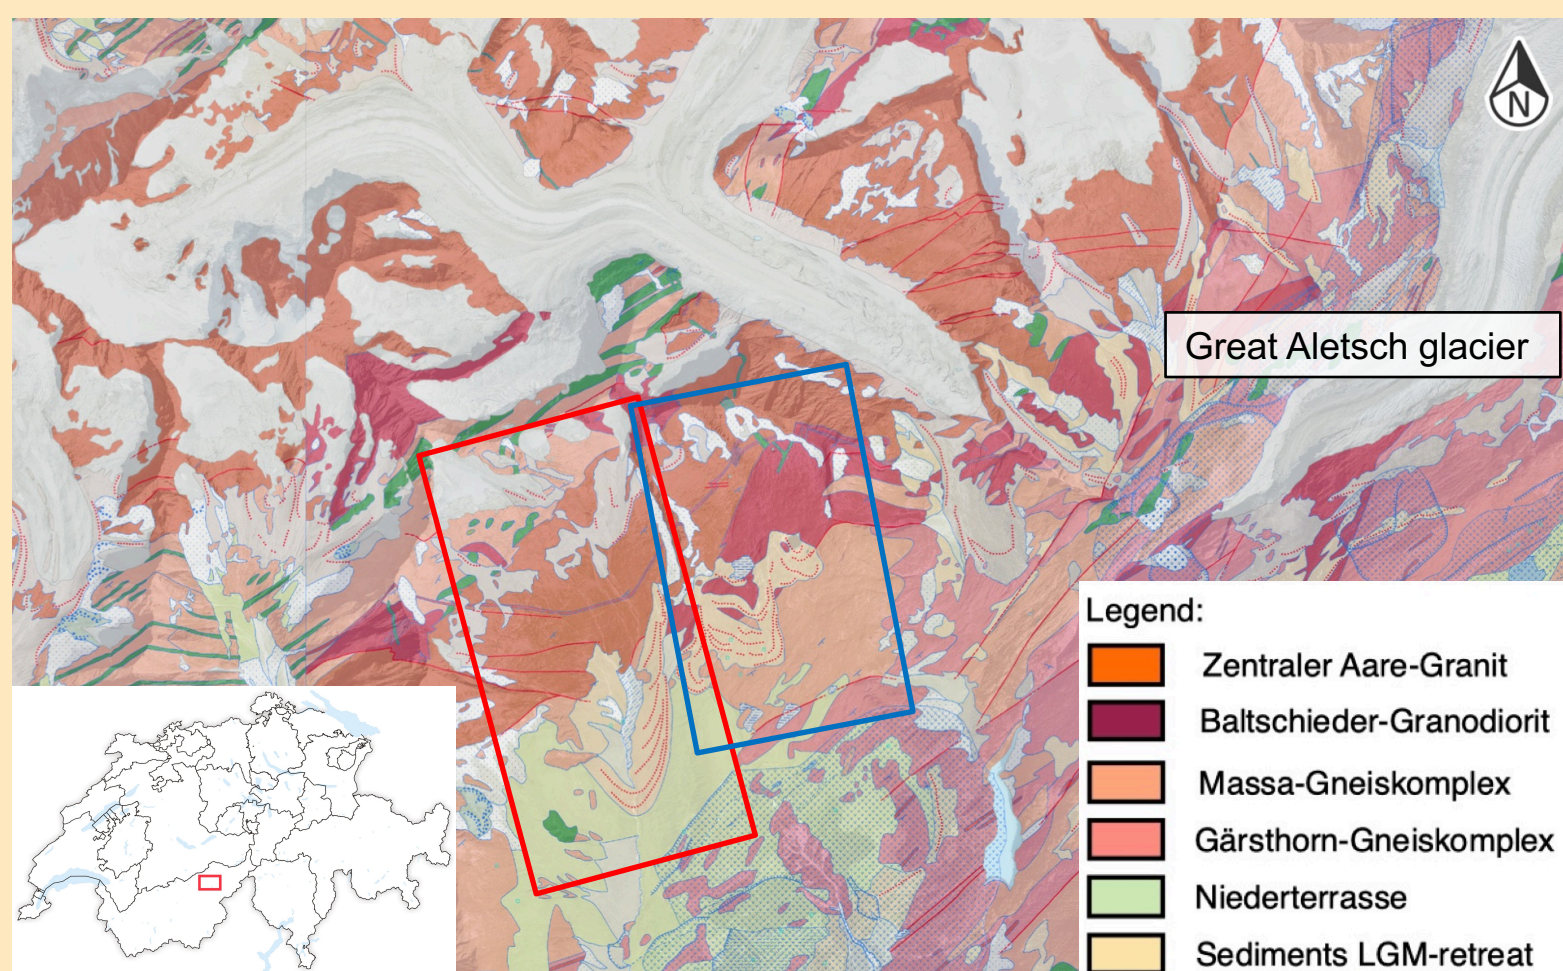 N
Great Aletsch glacier
Legend:
Zentraler Aare-Granit
Baltschieder-Granodiorit
Massa-Gneiskomplex
Gärsthorn-Gneiskomplex
Niederterrasse
Sediments LGM-retreat